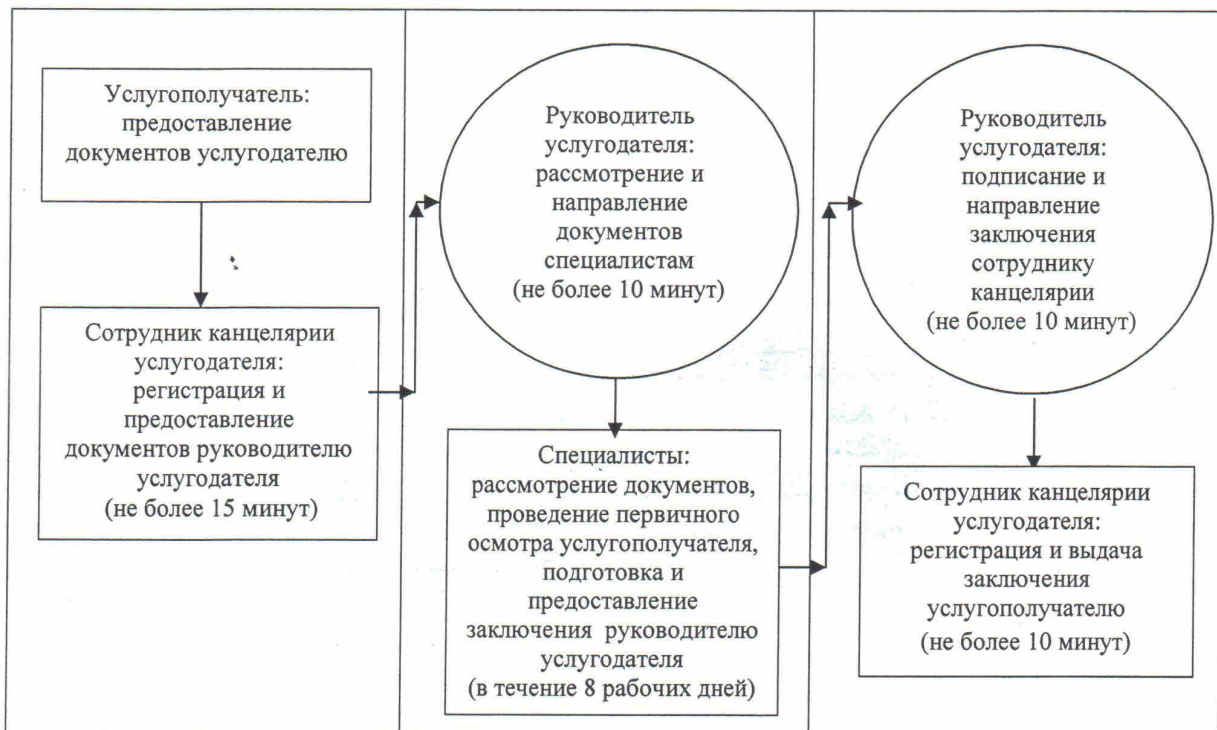 Услугополучатель:
предоставление
документов услугодателю
Сотрудник канцелярии
услугодателя:
регистрация и
предоставление
документов руководителю
услугодателя
(не более 15 минут)
Руководитель
услугодателя:
рассмотрение и
направление
документов
специалистам
(не более 10 минут)
Специалисты:
рассмотрение документов,
проведение первичного
осмотра услугополучателя,
подготовка и
предоставление
заключения руководителю
услугодателя
(в течение 8 рабочих дней)
Руководитель
услугодателя:
подписание и
направление
заключения
сотруднику
канцелярии
(не более 10 минут)
Сотрудник канцелярии
услугодателя:
регистрация и выдача
заключения
услугополучателю
(не более 10 минут)